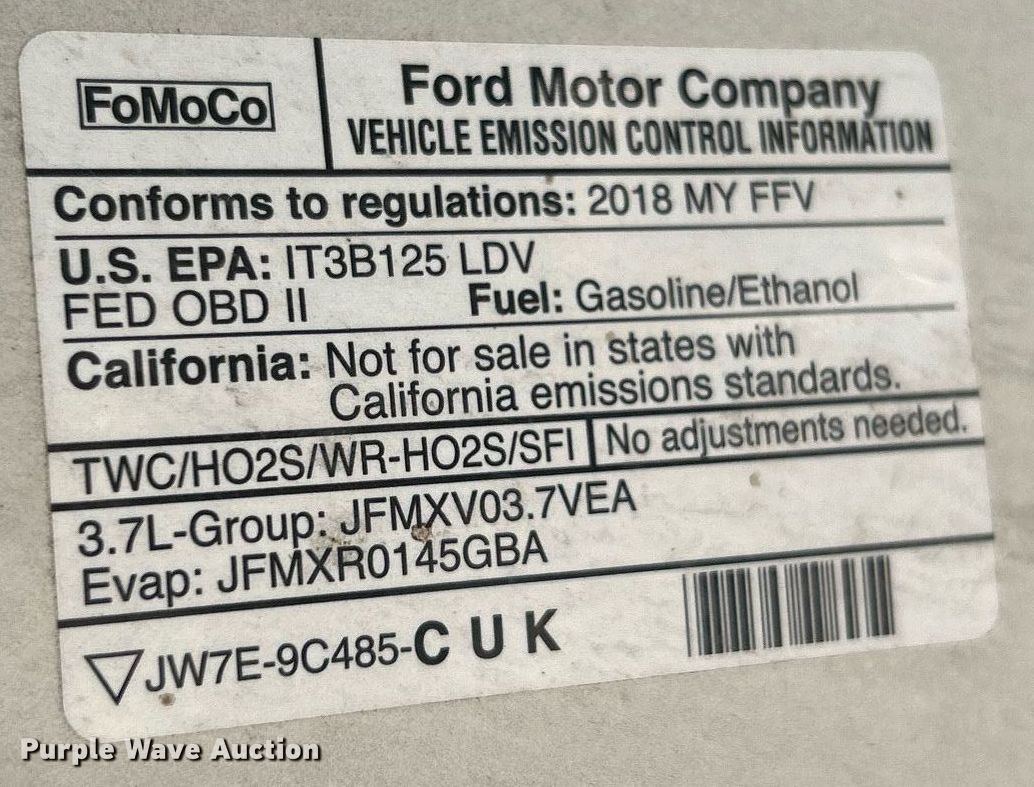 FoMoCo
Ford Motor Company
VEHICLE EMISSION CONTROL INFORMATION
Conforms to regulations: 2018 MY FFV
U.S. EPA: IT3B125 LDV
FED OBD II Fuel: Gasoline/Ethanol
California: Not for sale in states with
California emissions standards.
TWC/HO2S/WR-HO2S/SFI No adjustments needed.
3.7L-Group: JFMXV03.7VEA
Evap: JFMXR0145GBA
JW7E-9C485-C U K
Purple Wave Auction